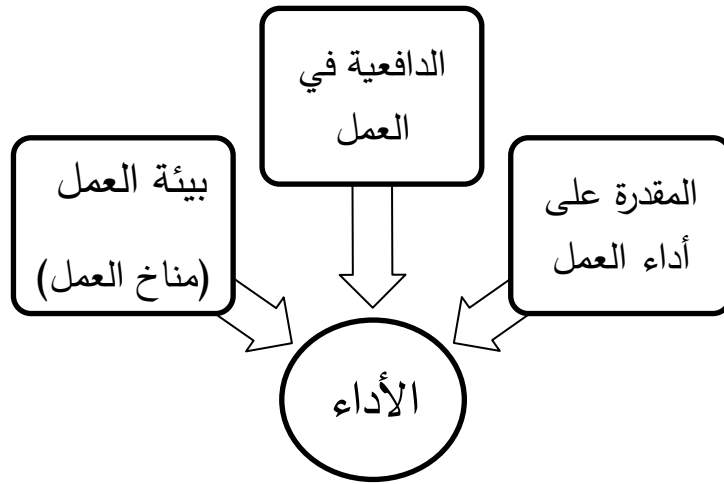 الدافعية في
العمل
المقدرة على
أداء العمل
بيئة العمل
(مناخ العمل)
الأداء